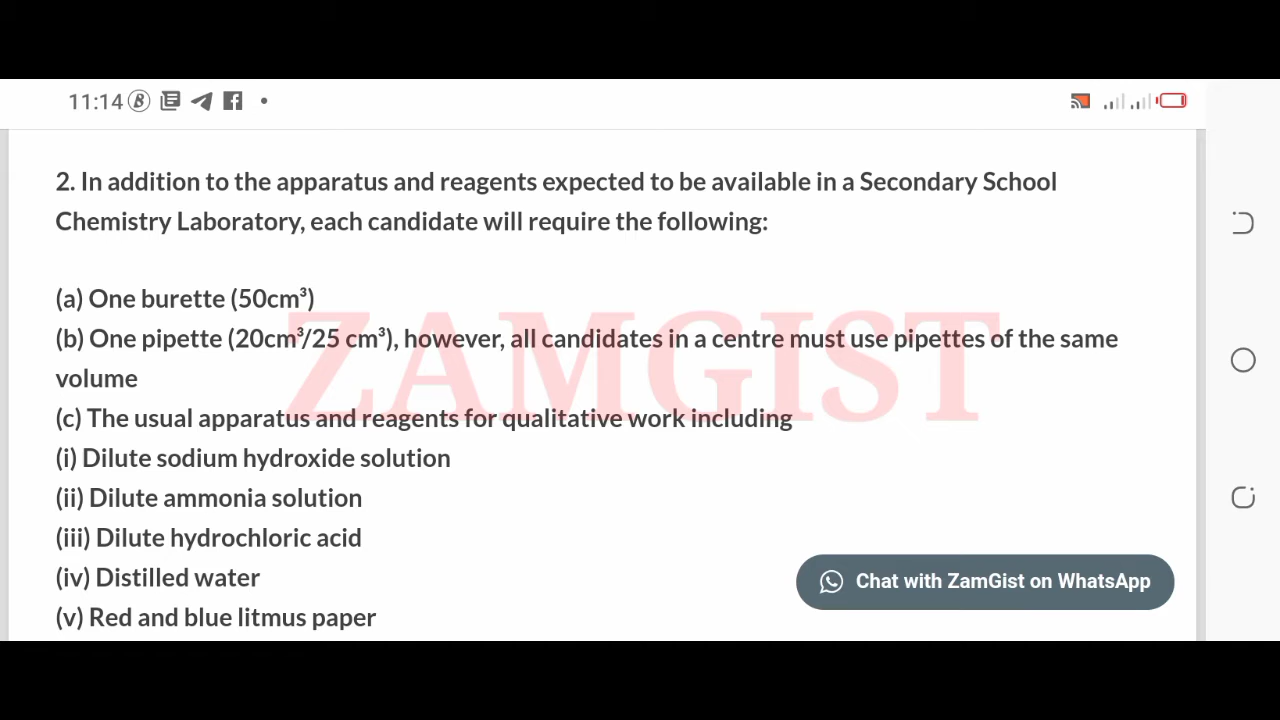 11:14
2. In addition to the apparatus and reagents expected to be available in a Secondary School
Chemistry Laboratory, each candidate will require the following:
(a) One burette (50cm³)
(b) One pipette (20cm³/25 cm³), however, all candidates in a centre must use pipettes of the same
volume
(c) The usual apparatus and reagents for qualitative work including
(i) Dilute sodium hydroxide solution
(ii) Dilute ammonia solution
(iii) Dilute hydrochloric acid
(iv) Distilled water
(v) Red and blue litmus paper
ZAMGIST
Chat with ZamGist on WhatsApp